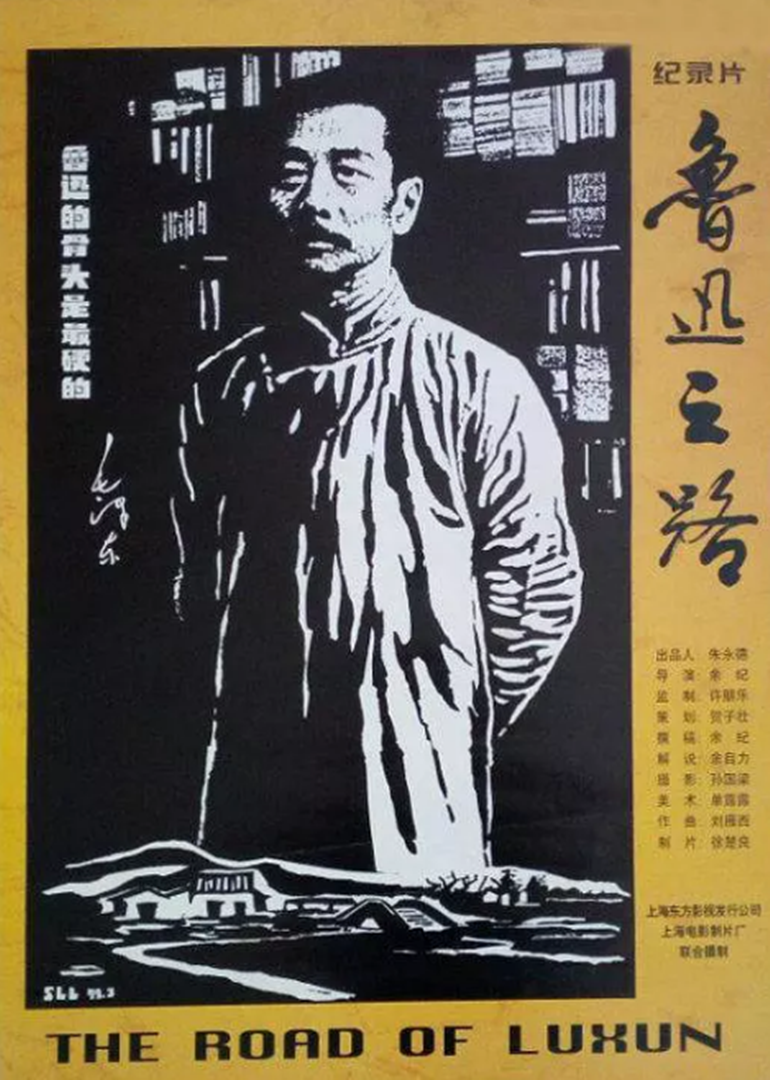 纪录片
鲁迅之路
鲁迅的骨头是最硬的
毛泽东
出品人 朱永德
导 演:余 纪
监 制:许朋乐
策 划:贺子壮
撰 稿:余 纪
解 说:余自力
摄 影:孙国梁
美 术:单露露
作 曲:刘雁西
制 片:徐楚良
上海东方影视发行公司
上海电影制片厂
联合摄制
SLL 99.3
THE ROAD OF LUXUN